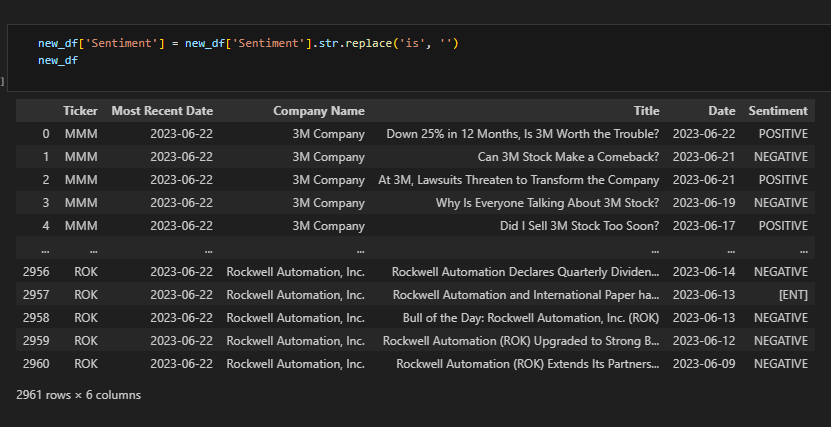 new_df['Sentiment'] = new_df['Sentiment'].str.replace('is', '')
new_df
]
Ticker Most Recent Date Company Name Title Date Sentiment
0 MMM 2023-06-22 3M Company Down 25% in 12 Months, Is 3M Worth the Trouble? 2023-06-22 POSITIVE
1 MMM 2023-06-22 3M Company Can 3M Stock Make a Comeback? 2023-06-21 NEGATIVE
2 MMM 2023-06-22 3M Company At 3M, Lawsuits Threaten to Transform the Company 2023-06-21 POSITIVE
3 MMM 2023-06-22 3M Company Why Is Everyone Talking About 3M Stock? 2023-06-19 NEGATIVE
4 MMM 2023-06-22 3M Company Did I Sell 3M Stock Too Soon? 2023-06-17 POSITIVE
... ... ... ... ... ... ...
2956 ROK 2023-06-22 Rockwell Automation, Inc. Rockwell Automation Declares Quarterly Dividen... 2023-06-14 NEGATIVE
2957 ROK 2023-06-22 Rockwell Automation, Inc. Rockwell Automation and International Paper ha... 2023-06-13 [ENT]
2958 ROK 2023-06-22 Rockwell Automation, Inc. Bull of the Day: Rockwell Automation, Inc. (ROK) 2023-06-13 NEGATIVE
2959 ROK 2023-06-22 Rockwell Automation, Inc. Rockwell Automation (ROK) Upgraded to Strong B... 2023-06-12 NEGATIVE
2960 ROK 2023-06-22 Rockwell Automation, Inc. Rockwell Automation (ROK) Extends Its Partners... 2023-06-09 NEGATIVE
2961 rows × 6 columns